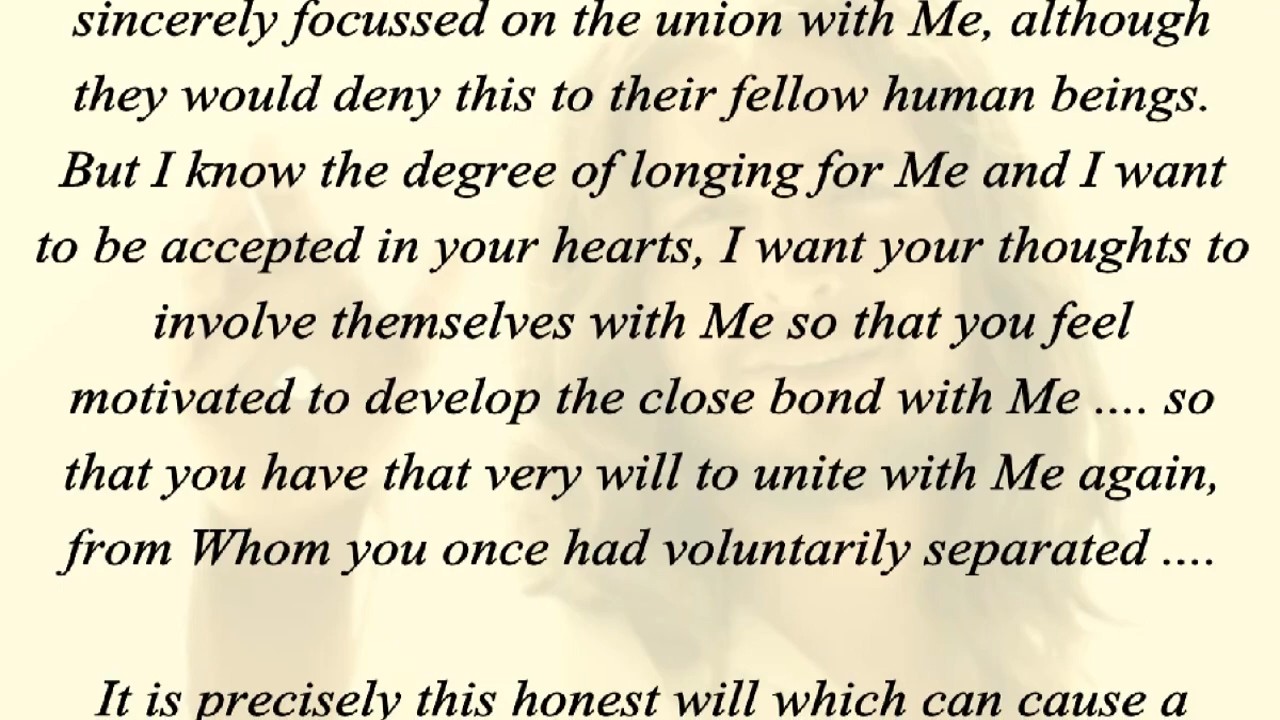 sincerely focussed on the union with Me, although
they would deny this to their fellow human beings.
But I know the degree of longing for Me and I want
to be accepted in your hearts, I want your thoughts to
involve themselves with Me so that you feel
motivated to develop the close bond with Me .... so
that you have that very will to unite with Me again,
from Whom you once had voluntarily separated ....
It is precisely this honest will which can cause a